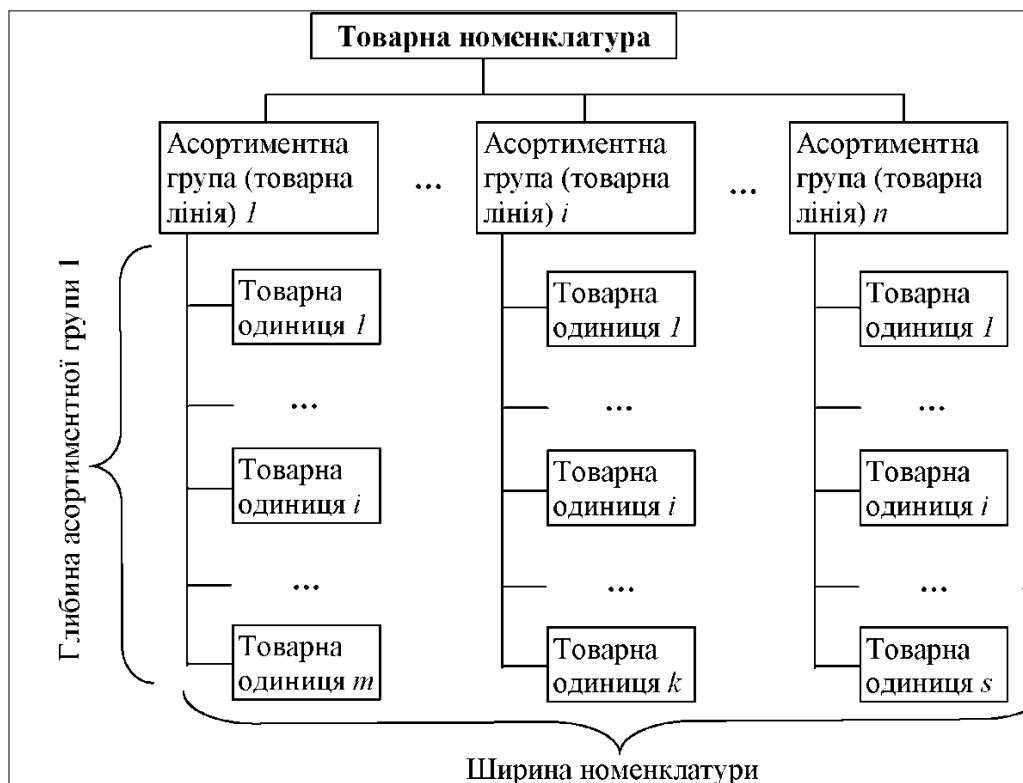 Товарна номенклатура
Асортиментна
група (товарна
лінія) 1
...
Асортиментна
група (товарна
лінія) i
...
Асортиментна
група (товарна
лінія) n
Глибина асортиментної групи 1
Товарна
одиниця 1
...
Товарна
одиниця i
...
Товарна
одиниця m
Товарна
одиниця 1
...
Товарна
одиниця i
...
Товарна
одиниця k
Товарна
одиниця 1
...
Товарна
одиниця i
...
Товарна
одиниця s
Ширина номенклатури